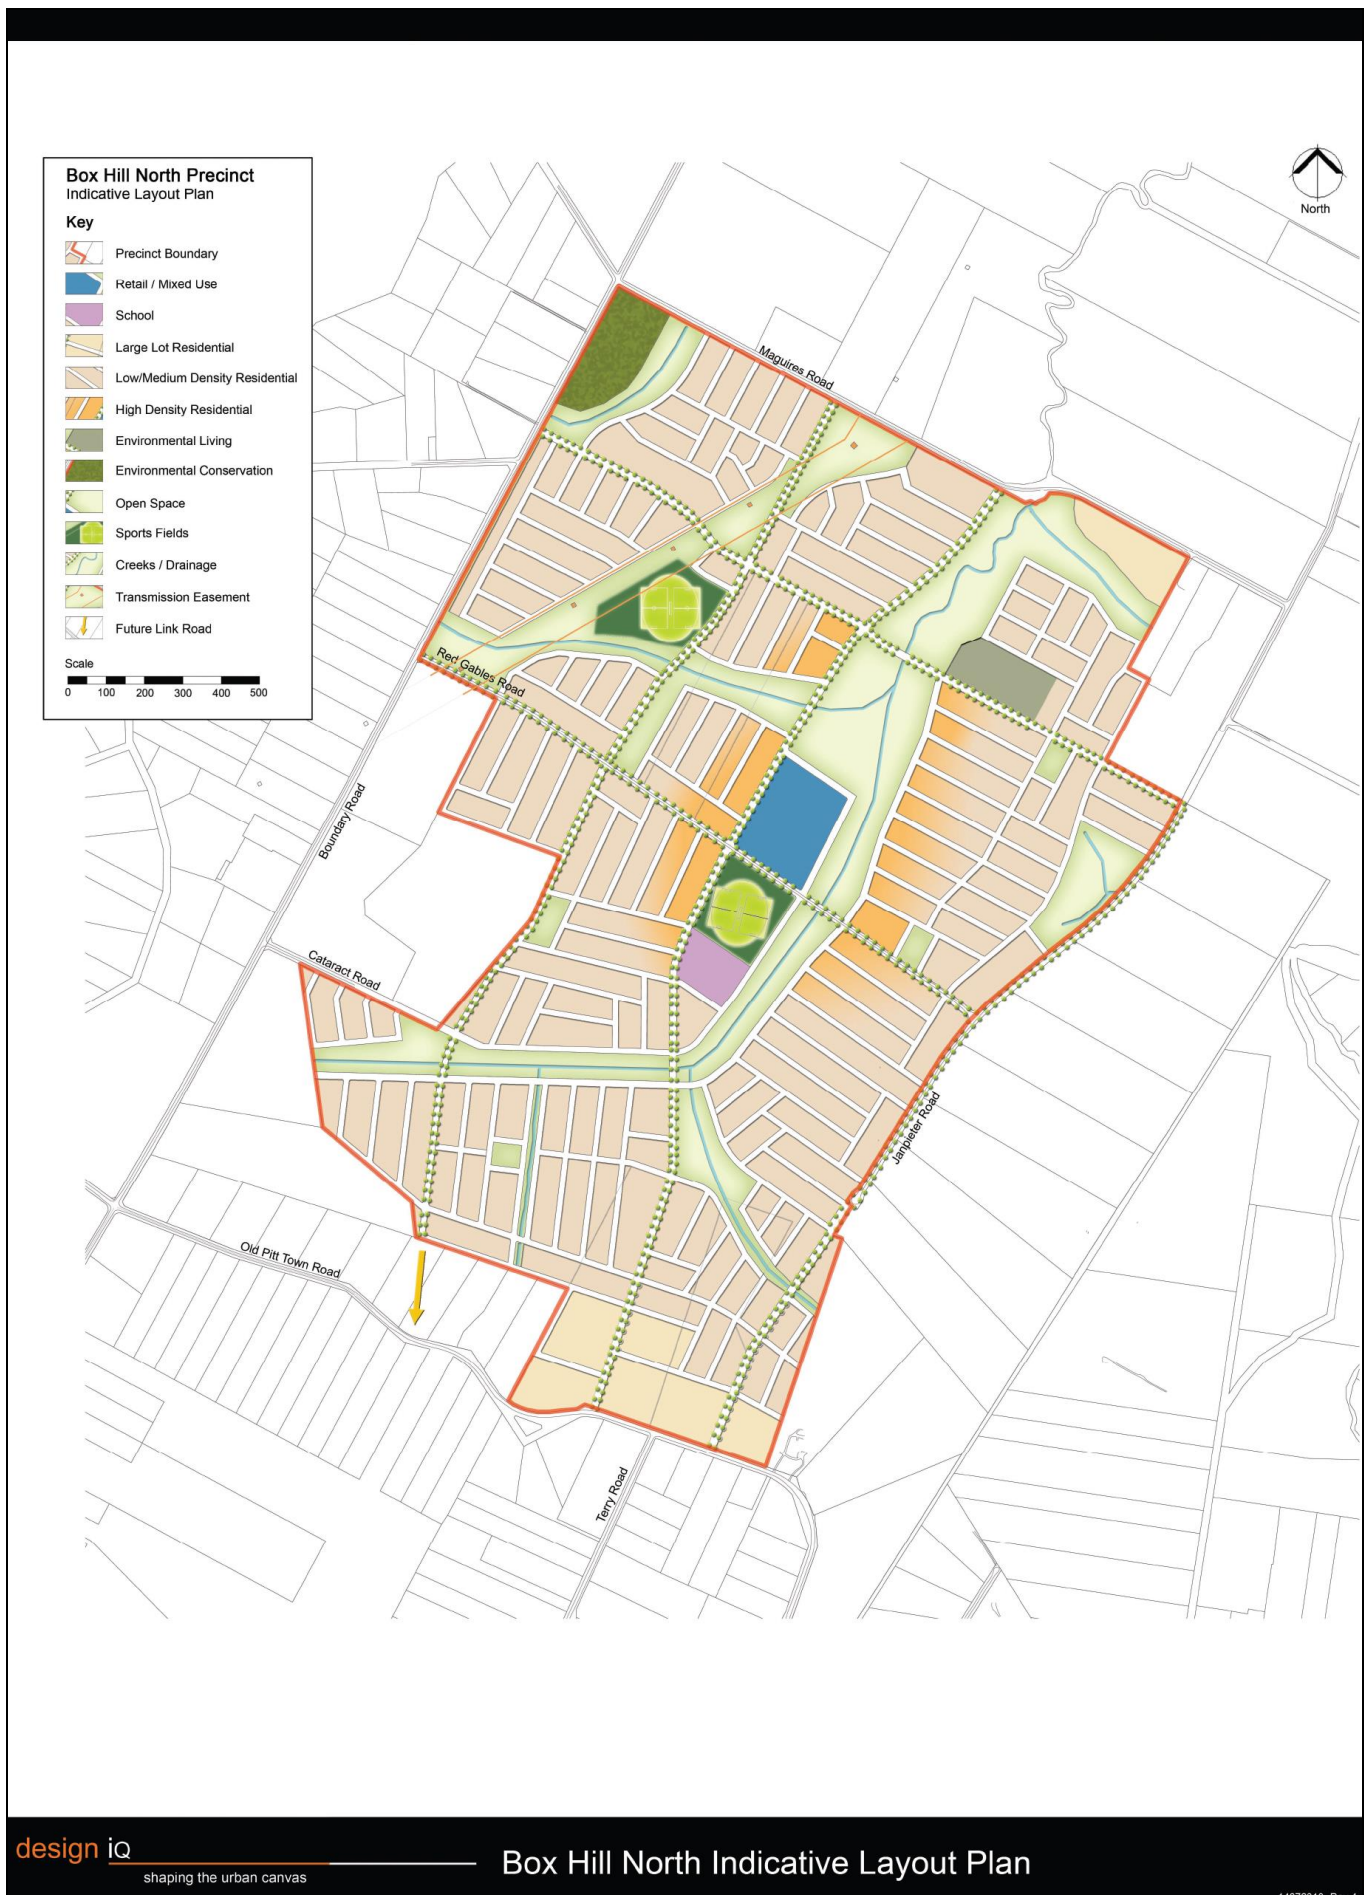 Box Hill North Precinct
Indicative Layout Plan
Key
Precinct Boundary
Retail / Mixed Use
School
Large Lot Residential
Low/Medium Density Residential
High Density Residential
Environmental Living
Environmental Conservation
Open Space
Sports Fields
Creeks / Drainage
Transmission Easement
Future Link Road
Scale
0 100 200 300 400 500
North
Maguires Road
Red Gables Road
Boundary Road
Cataract Road
Janpieter Road
Old Pitt Town Road
Terry Road
design iQ
shaping the urban canvas
Box Hill North Indicative Layout Plan